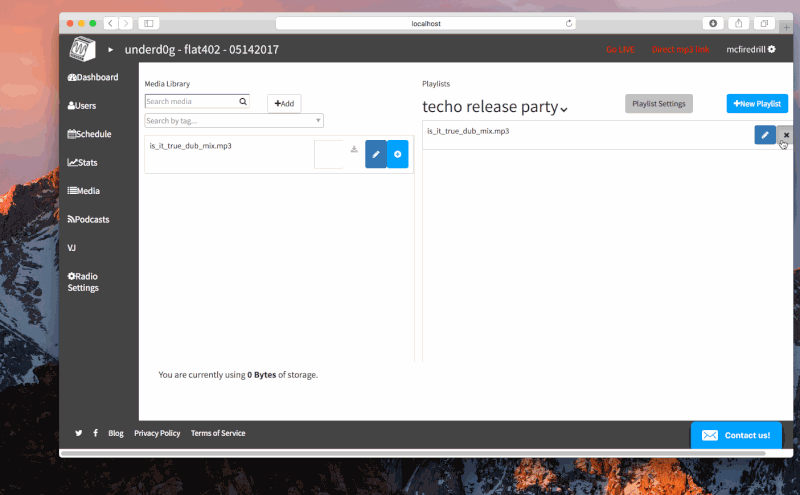 localhost
underd0g - flat402 - 05142017
Go LIVE
Direct mp3 link
mcfiredrill
Dashboard
Users
Schedule
Stats
Media
Podcasts
VJ
Radio
Settings
Media Library
Search media
+Add
Search by tag...
is_it_true_dub_mix.mp3
You are currently using 0 Bytes of storage.
Playlists
techo release party
Playlist Settings
+New Playlist
is_it_true_dub_mix.mp3
Blog
Privacy Policy
Terms of Service
Contact us!